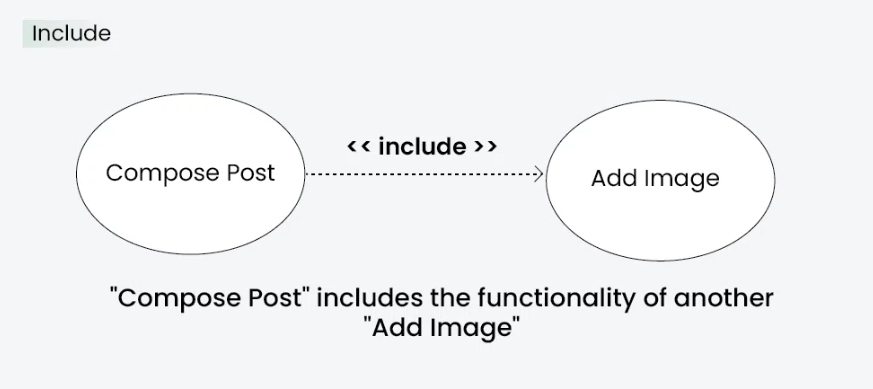 Include
Compose Post
<< include >>
Add Image
"Compose Post" includes the functionality of another
"Add Image"